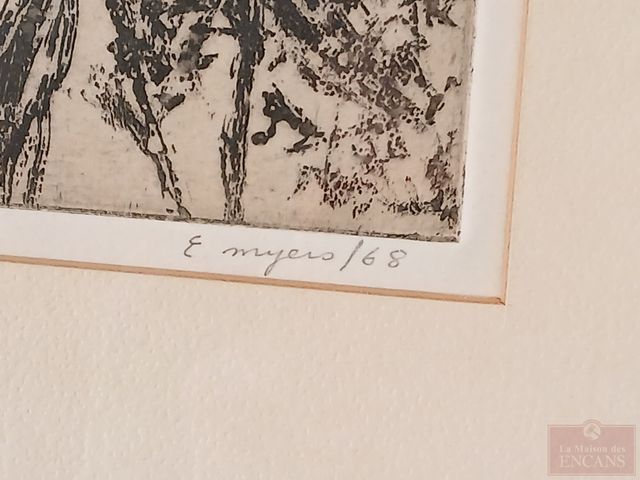 E myers/68
La Maison des
ENCANS